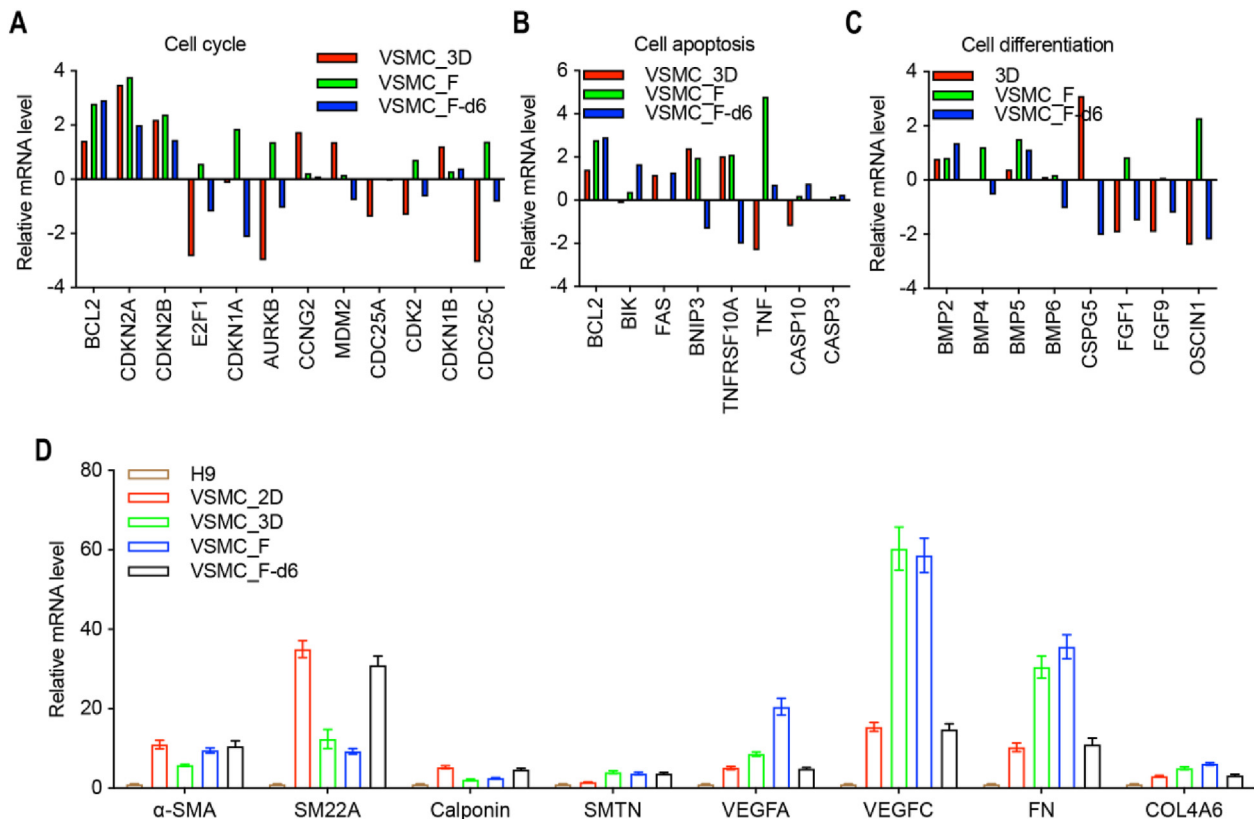 A
Cell cycle
VSMC_3D
VSMC_F
VSMC_F-d6
Relative mRNA level
4
2
0
-2
-4
BCL2
CDKN2A
CDKN2B
E2F1
CDKN1A
AURKB
CCNG2
MDM2
CDC25A
CDK2
CDKN1B
CDC25C
B
Cell apoptosis
VSMC_3D
VSMC_F
VSMC_F-d6
Relative mRNA level
6
4
2
0
-2
-4
BCL2
BIK
FAS
BNIP3
TNFRSF10A
TNF
CASP10
CASP3
C
Cell differentiation
3D
VSMC_F
VSMC_F-d6
Relative mRNA level
4
2
0
-2
-4
BMP2
BMP4
BMP5
BMP6
CSPG5
FGF1
FGF9
OSCIN1
D
H9
VSMC_2D
VSMC_3D
VSMC_F
VSMC_F-d6
Relative mRNA level
80
60
40
20
0
α-SMA SM22A Calponin SMTN VEGFA VEGFC FN COL4A6